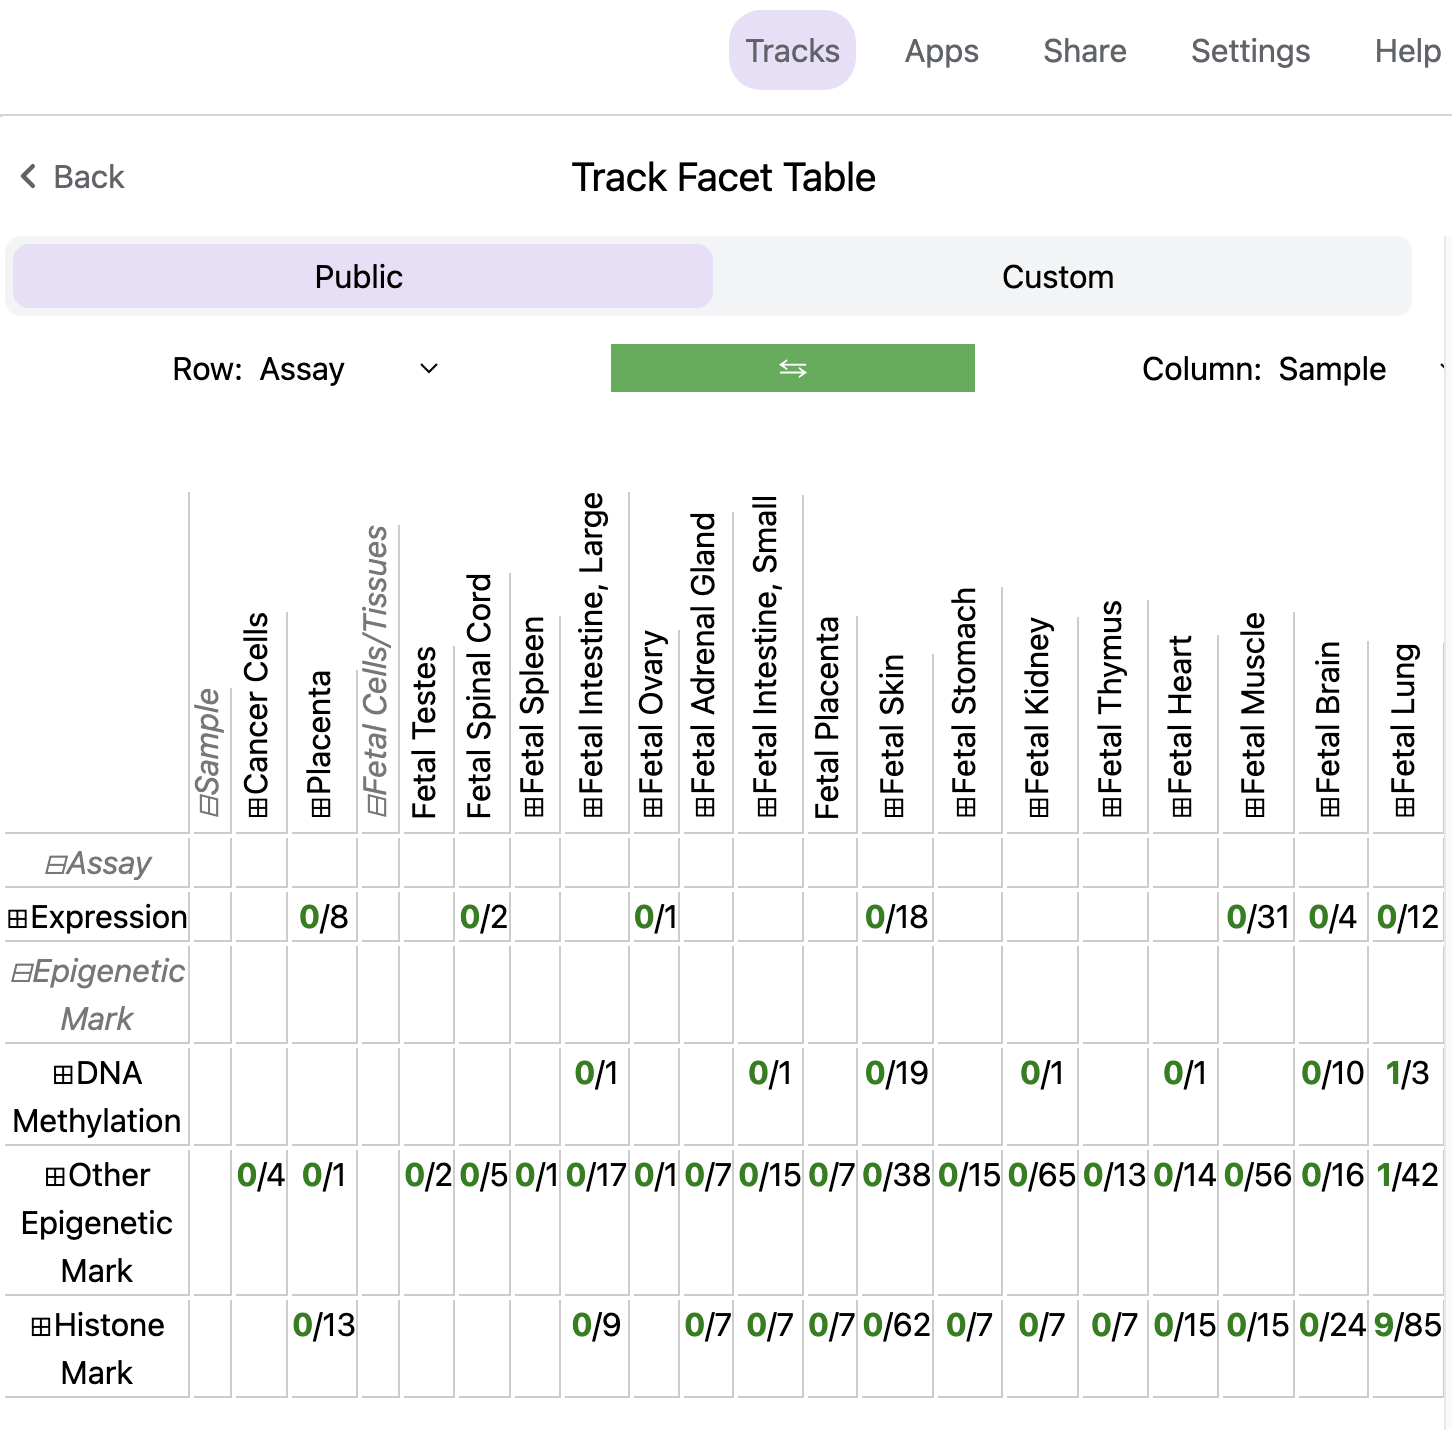 Tracks Apps Share Settings Help
Back
Track Facet Table
Public Custom
Row: Assay ⇆ Column: Sample
⊟Sample
⊞Cancer Cells
⊞Placenta
⊟Fetal Cells/Tissues
Fetal Testes
Fetal Spinal Cord
⊞Fetal Spleen
⊞Fetal Intestine, Large
⊞Fetal Ovary
⊞Fetal Adrenal Gland
⊞Fetal Intestine, Small
Fetal Placenta
⊞Fetal Skin
⊞Fetal Stomach
⊞Fetal Kidney
⊞Fetal Thymus
⊞Fetal Heart
⊞Fetal Muscle
⊞Fetal Brain
⊞Fetal Lung
⊟Assay
⊞Expression 0/8 0/2 0/1 0/18 0/31 0/4 0/12
⊟Epigenetic
Mark
⊞DNA 0/1 0/1 0/19 0/1 0/1 0/10 1/3
Methylation
⊞Other 0/4 0/1 0/2 0/5 0/1 0/17 0/1 0/7 0/15 0/7 0/38 0/15 0/65 0/13 0/14 0/56 0/16 1/42
Epigenetic
Mark
⊞Histone 0/13 0/9 0/7 0/7 0/7 0/62 0/7 0/7 0/7 0/15 0/15 0/24 9/85
Mark